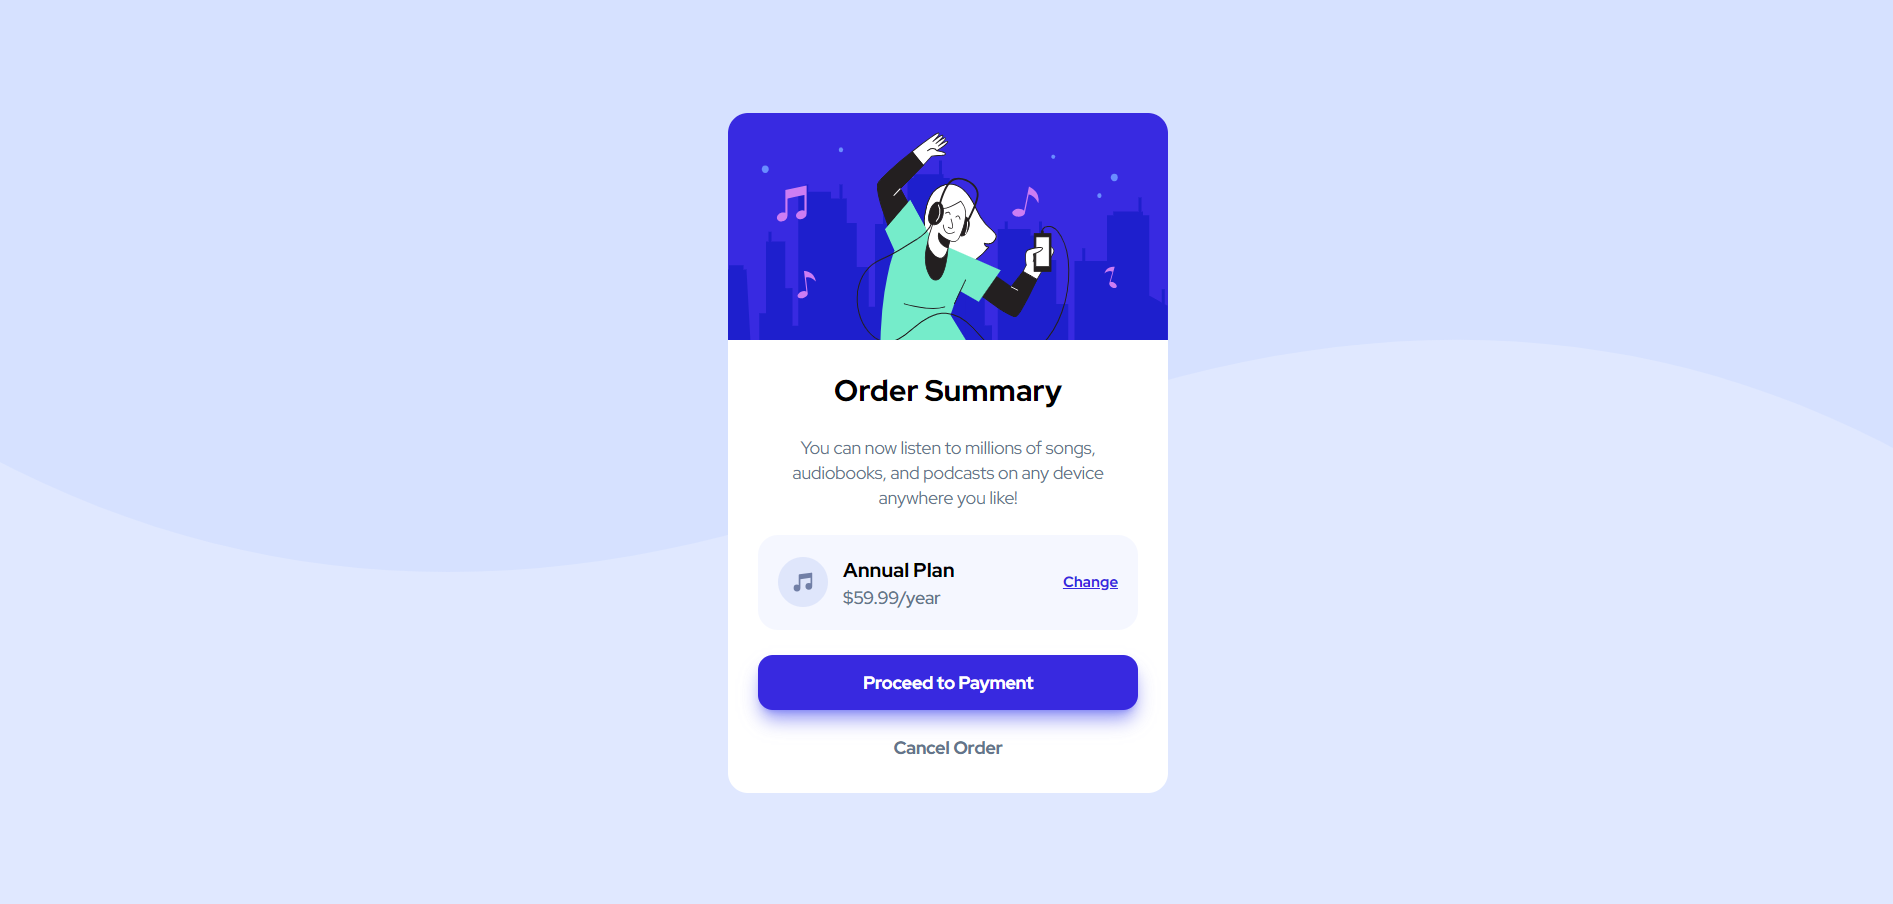 Order Summary
You can now listen to millions of songs,
audiobooks, and podcasts on any device
anywhere you like!
Annual Plan
$59.99/year
Change
Proceed to Payment
Cancel Order